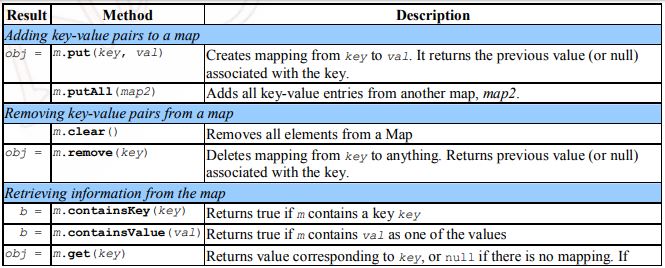 Result Method Description
Adding key-value pairs to a map
obj = m.put(key, val) Creates mapping from key to val. It returns the previous value (or null)
associated with the key.
m.putAll(map2) Adds all key-value entries from another map, map2.
Removing key-value pairs from a map
m.clear() Removes all elements from a Map
obj = m.remove(key) Deletes mapping from key to anything. Returns previous value (or null)
associated with the key.
Retrieving information from the map
b = m.containsKey(key) Returns true if m contains a key key
b = m.containsValue(val) Returns true if m contains val as one of the values
obj = m.get(key) Returns value corresponding to key, or null if there is no mapping. If